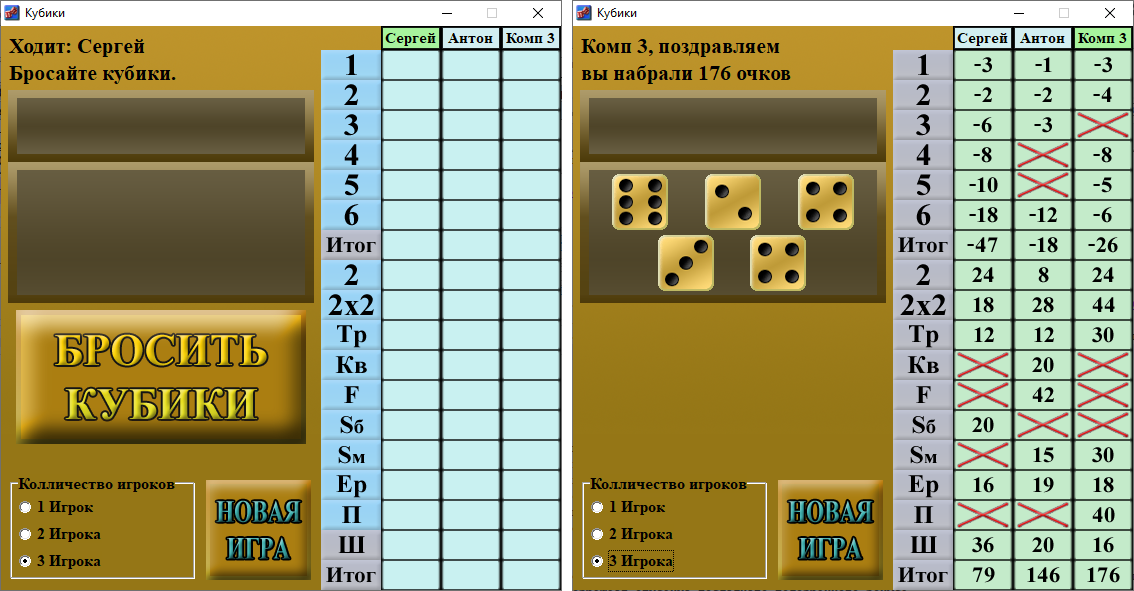 Кубики
Ходит: Сергей
Бросайте кубики.
БРОСИТЬ
КУБИКИ
Колличество игроков
1 Игрок
2 Игрока
3 Игрока
НОВАЯ
ИГРА
Сергей Антон Комп 3
1
2
3
4
5
6
Итог
2
2x2
Тр
Кв
F
Sб
Sм
Ер
П
Ш
Итог
Кубики
Комп 3, поздравляем
вы набрали 176 очков
Колличество игроков
1 Игрок
2 Игрока
3 Игрока
НОВАЯ
ИГРА
Сергей Антон Комп 3
1 -3 -1 -3
2 -2 -2 -4
3 -6 -3
4 -8 -8
5 -10 -5
6 -18 -12 -6
Итог -47 -18 -26
2 24 8 24
2x2 18 28 44
Тр 12 12 30
Кв 20
F 42
Sб 20
Sм 15 30
Ер 16 19 18
П 40
Ш 36 20 16
Итог 79 146 176